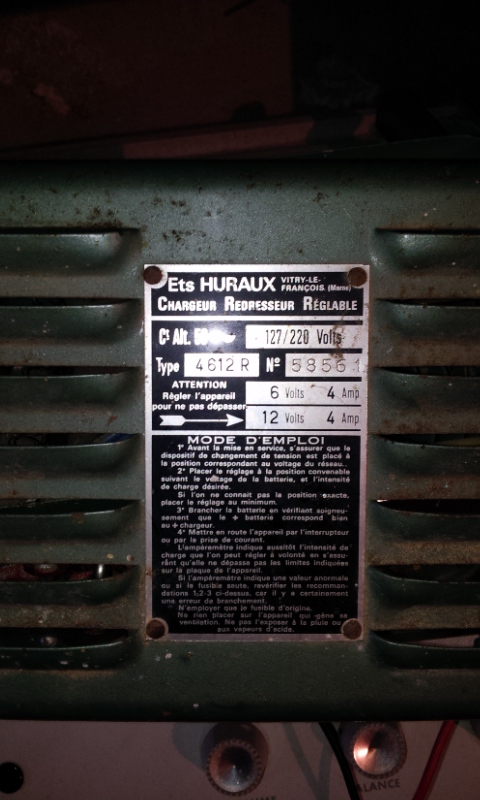 Ets HURAUX VITRY-LE-FRANÇOIS (Marne)
CHARGEUR REDRESSEUR RÉGLABLE
Ct Alt. 50 127/220 Volts
Type 4612 R Nº 58561
ATTENTION
Règler l'appareil
pour ne pas dépasser
6 Volts 4 Amp
12 Volts 4 Amp
MODE D'EMPLOI
1° Avant la mise en service, s'assurer que le
dispositif de changement de tension est placé à
la position correspondant au voltage du réseau..
2° Placer le réglage à la position convenable
suivant le voltage de la batterie, et l'intensité
de charge désirée.
Si l'on ne connait pas la position exacte,
placer le réglage au minimum.
3° Brancher la batterie en vérifiant soigneu-
sement que le + batterie correspond bien
au + chargeur.
4° Mettre en route l'appareil par l'interrupteur
ou par la prise de courant.
L'ampèremètre indique aussitôt l'intensité de
charge que l'on peut régler à volonté en s'assu-
rant qu'elle ne dépasse pas les limites indiquées
sur la plaque de l'appareil.
Si l'ampèremètre indique une valeur anormale
ou si le fusible saute, revérifier les recomman-
dations 1,2-3 ci-dessus, car il y a certainement
une erreur de branchement.
N'employer que le fusible d'origine.
Ne rien placer sur l'appareil qui gêne sa
ventilation. Ne pas l'exposer à la pluie ou
aux vapeurs d'acide.
ALANCE